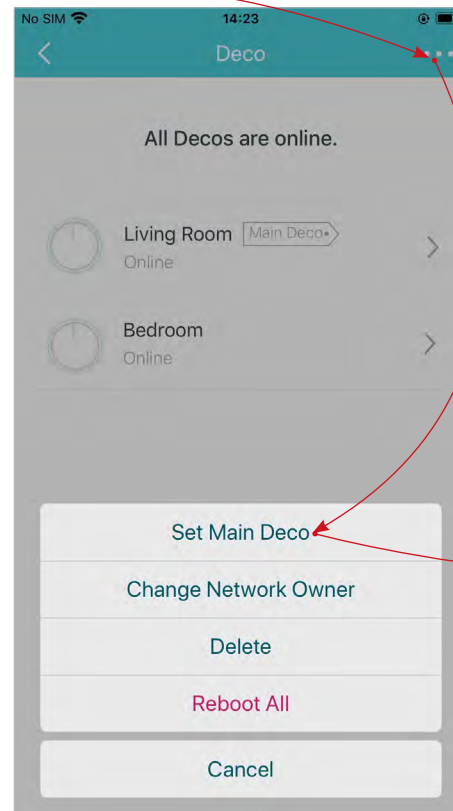 No SIM 14:23
Deco
All Decos are online.
Living Room Main Deco
Online
Bedroom
Online
Set Main Deco
Change Network Owner
Delete
Reboot All
Cancel